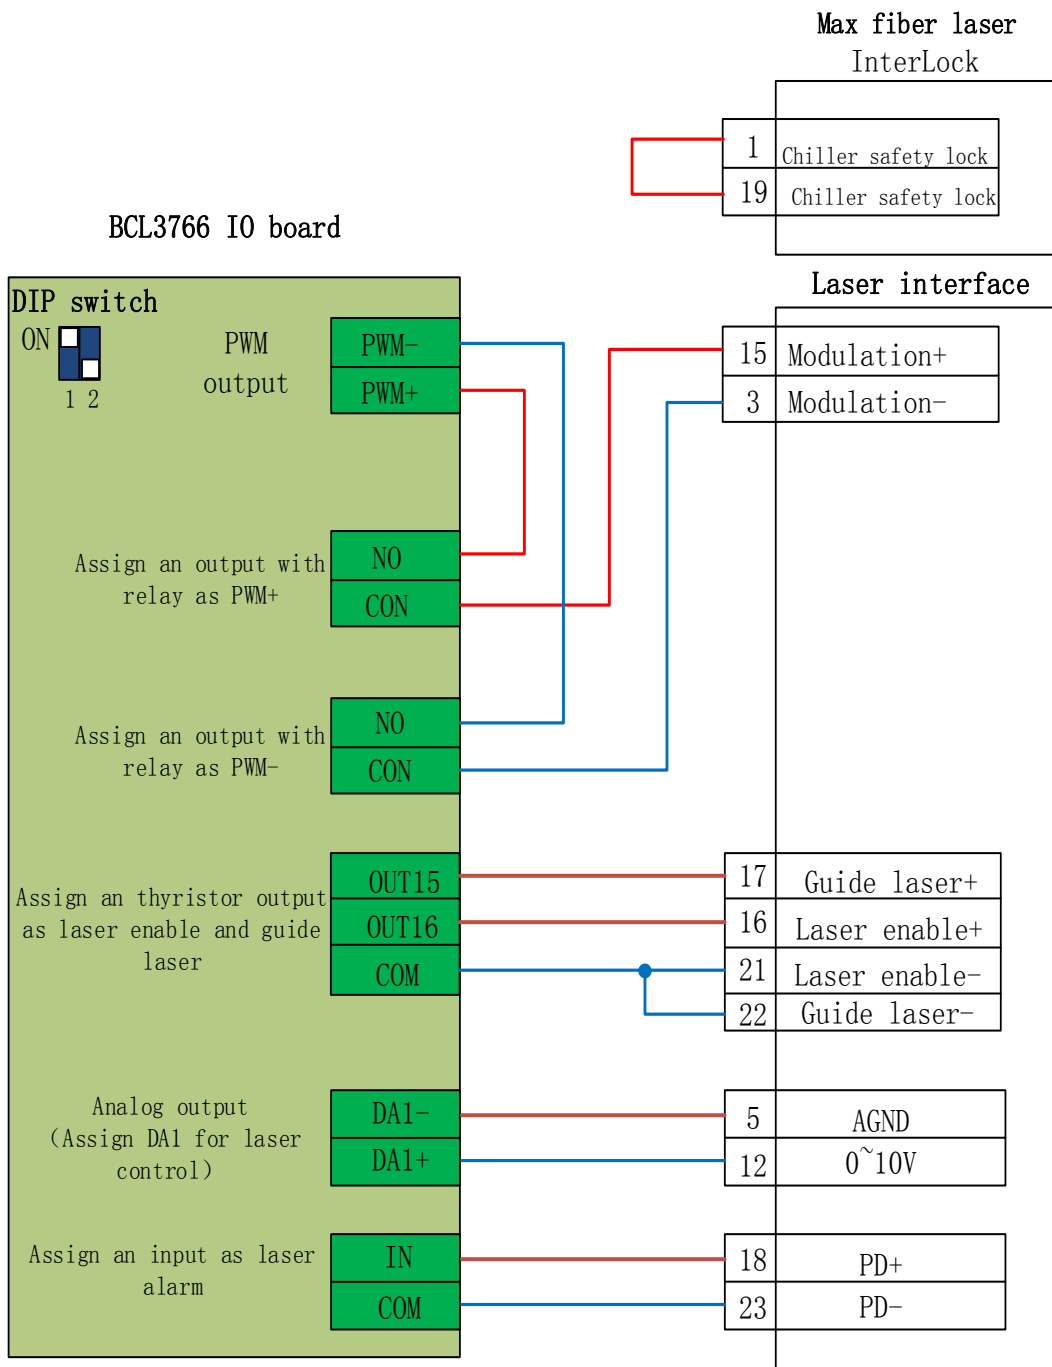 Max fiber laser
InterLock
1 Chiller safety lock
19 Chiller safety lock
BCL3766 IO board
Laser interface
DIP switch
ON
1 2
PWM
output
PWM-
PWM+
15 Modulation+
3 Modulation-
Assign an output with
relay as PWM+
NO
CON
Assign an output with
relay as PWM-
NO
CON
Assign an thyristor output
as laser enable and guide
laser
OUT15
OUT16
COM
17 Guide laser+
16 Laser enable+
21 Laser enable-
22 Guide laser-
Analog output
(Assign DA1 for laser
control)
DA1-
DA1+
5 AGND
12 0~10V
Assign an input as laser
alarm
IN
COM
18 PD+
23 PD-